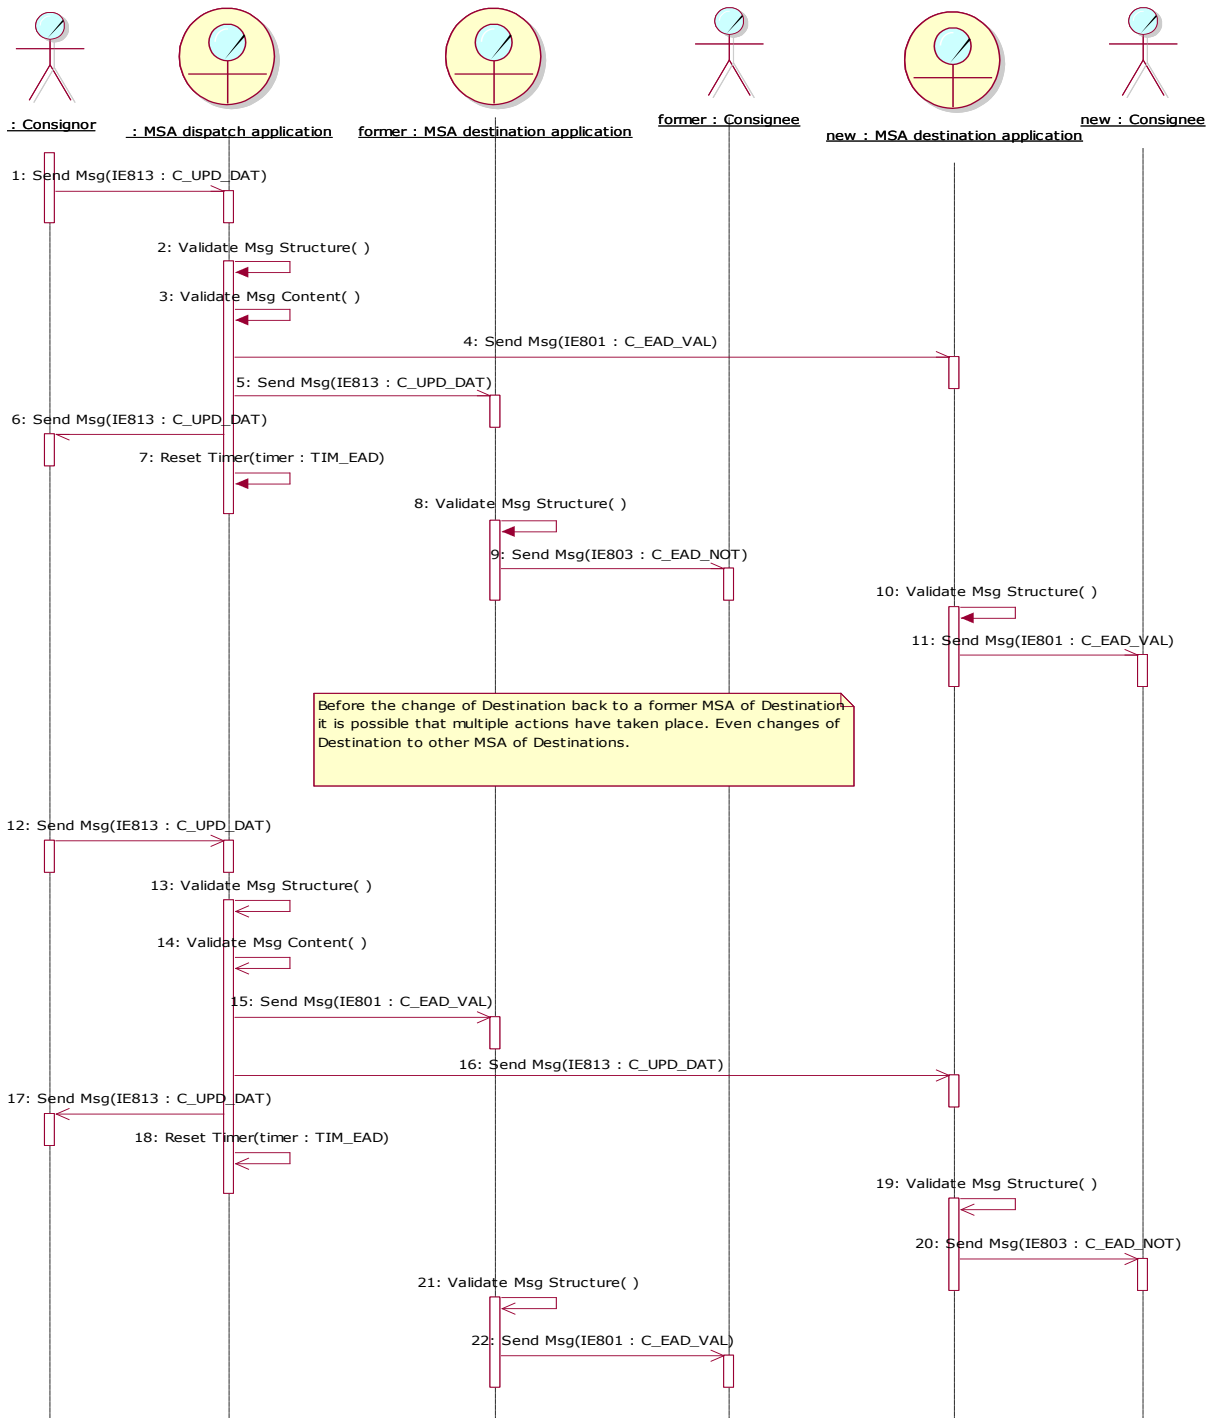 : Consignor
: MSA dispatch application
former : MSA destination application
former : Consignee
new : MSA destination application
new : Consignee
1: Send Msg(IE813 : C_UPD_DAT)
2: Validate Msg Structure( )
3: Validate Msg Content( )
4: Send Msg(IE801 : C_EAD_VAL)
5: Send Msg(IE813 : C_UPD_DAT)
6: Send Msg(IE813 : C_UPD_DAT)
7: Reset Timer(timer : TIM_EAD)
8: Validate Msg Structure( )
9: Send Msg(IE803 : C_EAD_NOT)
10: Validate Msg Structure( )
11: Send Msg(IE801 : C_EAD_VAL)
Before the change of Destination back to a former MSA of Destination
it is possible that multiple actions have taken place. Even changes of
Destination to other MSA of Destinations.
12: Send Msg(IE813 : C_UPD_DAT)
13: Validate Msg Structure( )
14: Validate Msg Content( )
15: Send Msg(IE801 : C_EAD_VAL)
16: Send Msg(IE813 : C_UPD_DAT)
17: Send Msg(IE813 : C_UPD_DAT)
18: Reset Timer(timer : TIM_EAD)
19: Validate Msg Structure( )
20: Send Msg(IE803 : C_EAD_NOT)
21: Validate Msg Structure( )
22: Send Msg(IE801 : C_EAD_VAL)